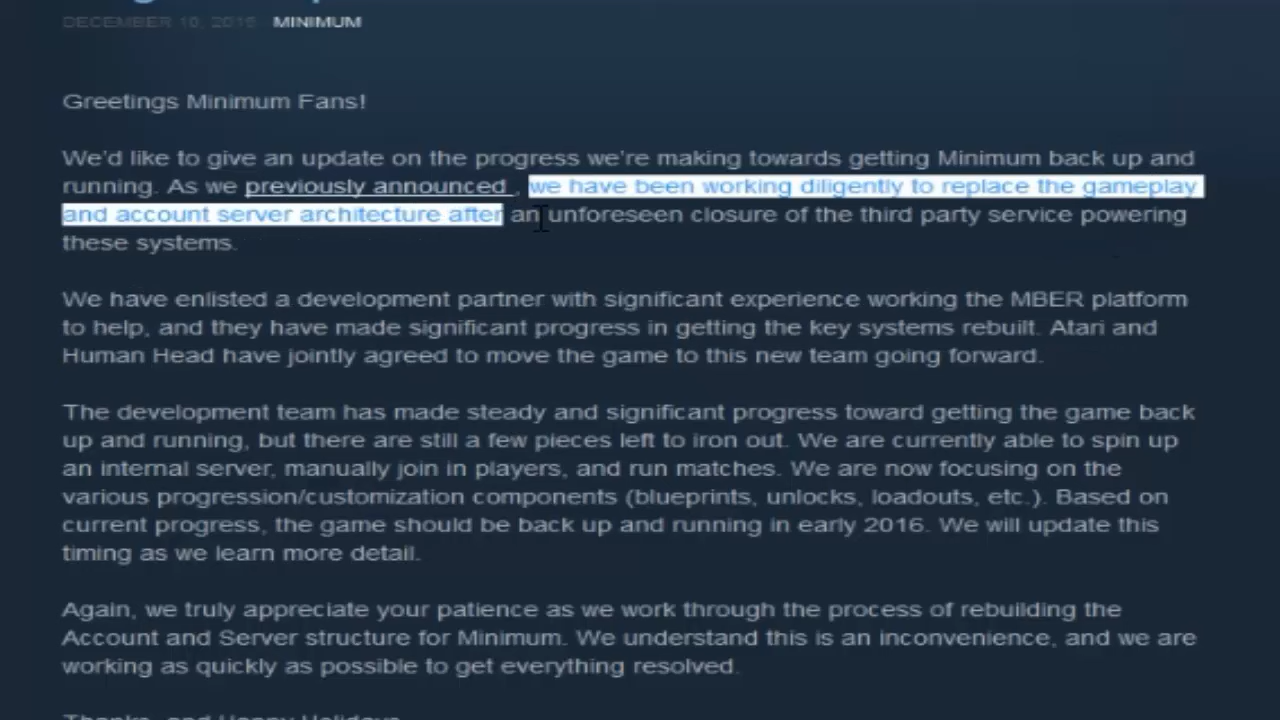 DECEMBER 10, 2015 MINIMUM
Greetings Minimum Fans!
We'd like to give an update on the progress we're making towards getting Minimum back up and
running. As we previously announced , we have been working diligently to replace the gameplay
and account server architecture after an unforeseen closure of the third party service powering
these systems.
We have enlisted a development partner with significant experience working the MBER platform
to help, and they have made significant progress in getting the key systems rebuilt. Atari and
Human Head have jointly agreed to move the game to this new team going forward.
The development team has made steady and significant progress toward getting the game back
up and running, but there are still a few pieces left to iron out. We are currently able to spin up
an internal server, manually join in players, and run matches. We are now focusing on the
various progression/customization components (blueprints, unlocks, loadouts, etc.). Based on
current progress, the game should be back up and running in early 2016. We will update this
timing as we learn more detail.
Again, we truly appreciate your patience as we work through the process of rebuilding the
Account and Server structure for Minimum. We understand this is an inconvenience, and we are
working as quickly as possible to get everything resolved.
Thanks, and Happy Holidays